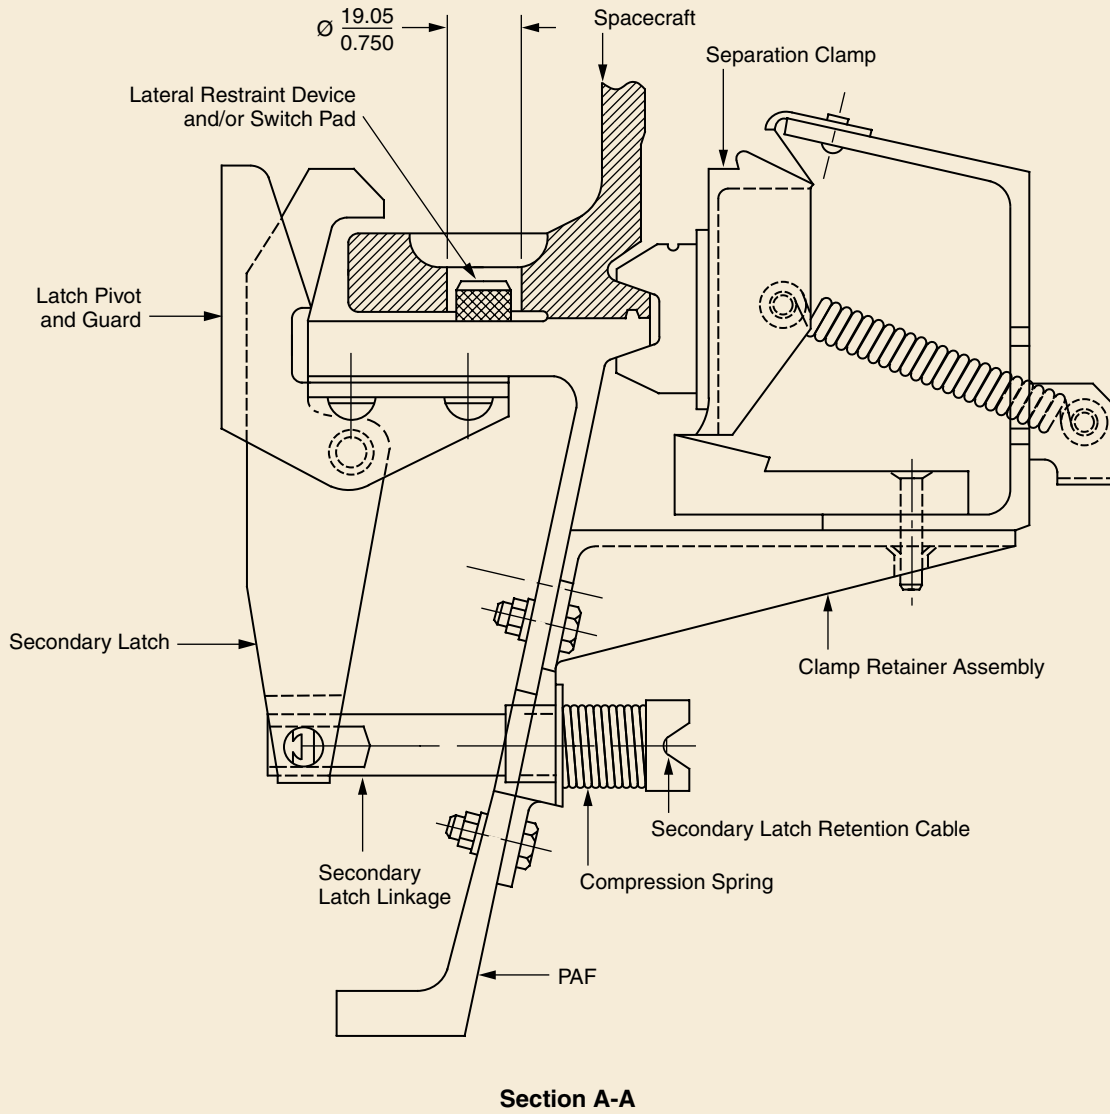 Ø 19.05
0.750
Spacecraft
Separation Clamp
Lateral Restraint Device
and/or Switch Pad
Latch Pivot
and Guard
Secondary Latch
Clamp Retainer Assembly
Secondary Latch Retention Cable
Secondary
Latch Linkage
Compression Spring
PAF
Section A-A